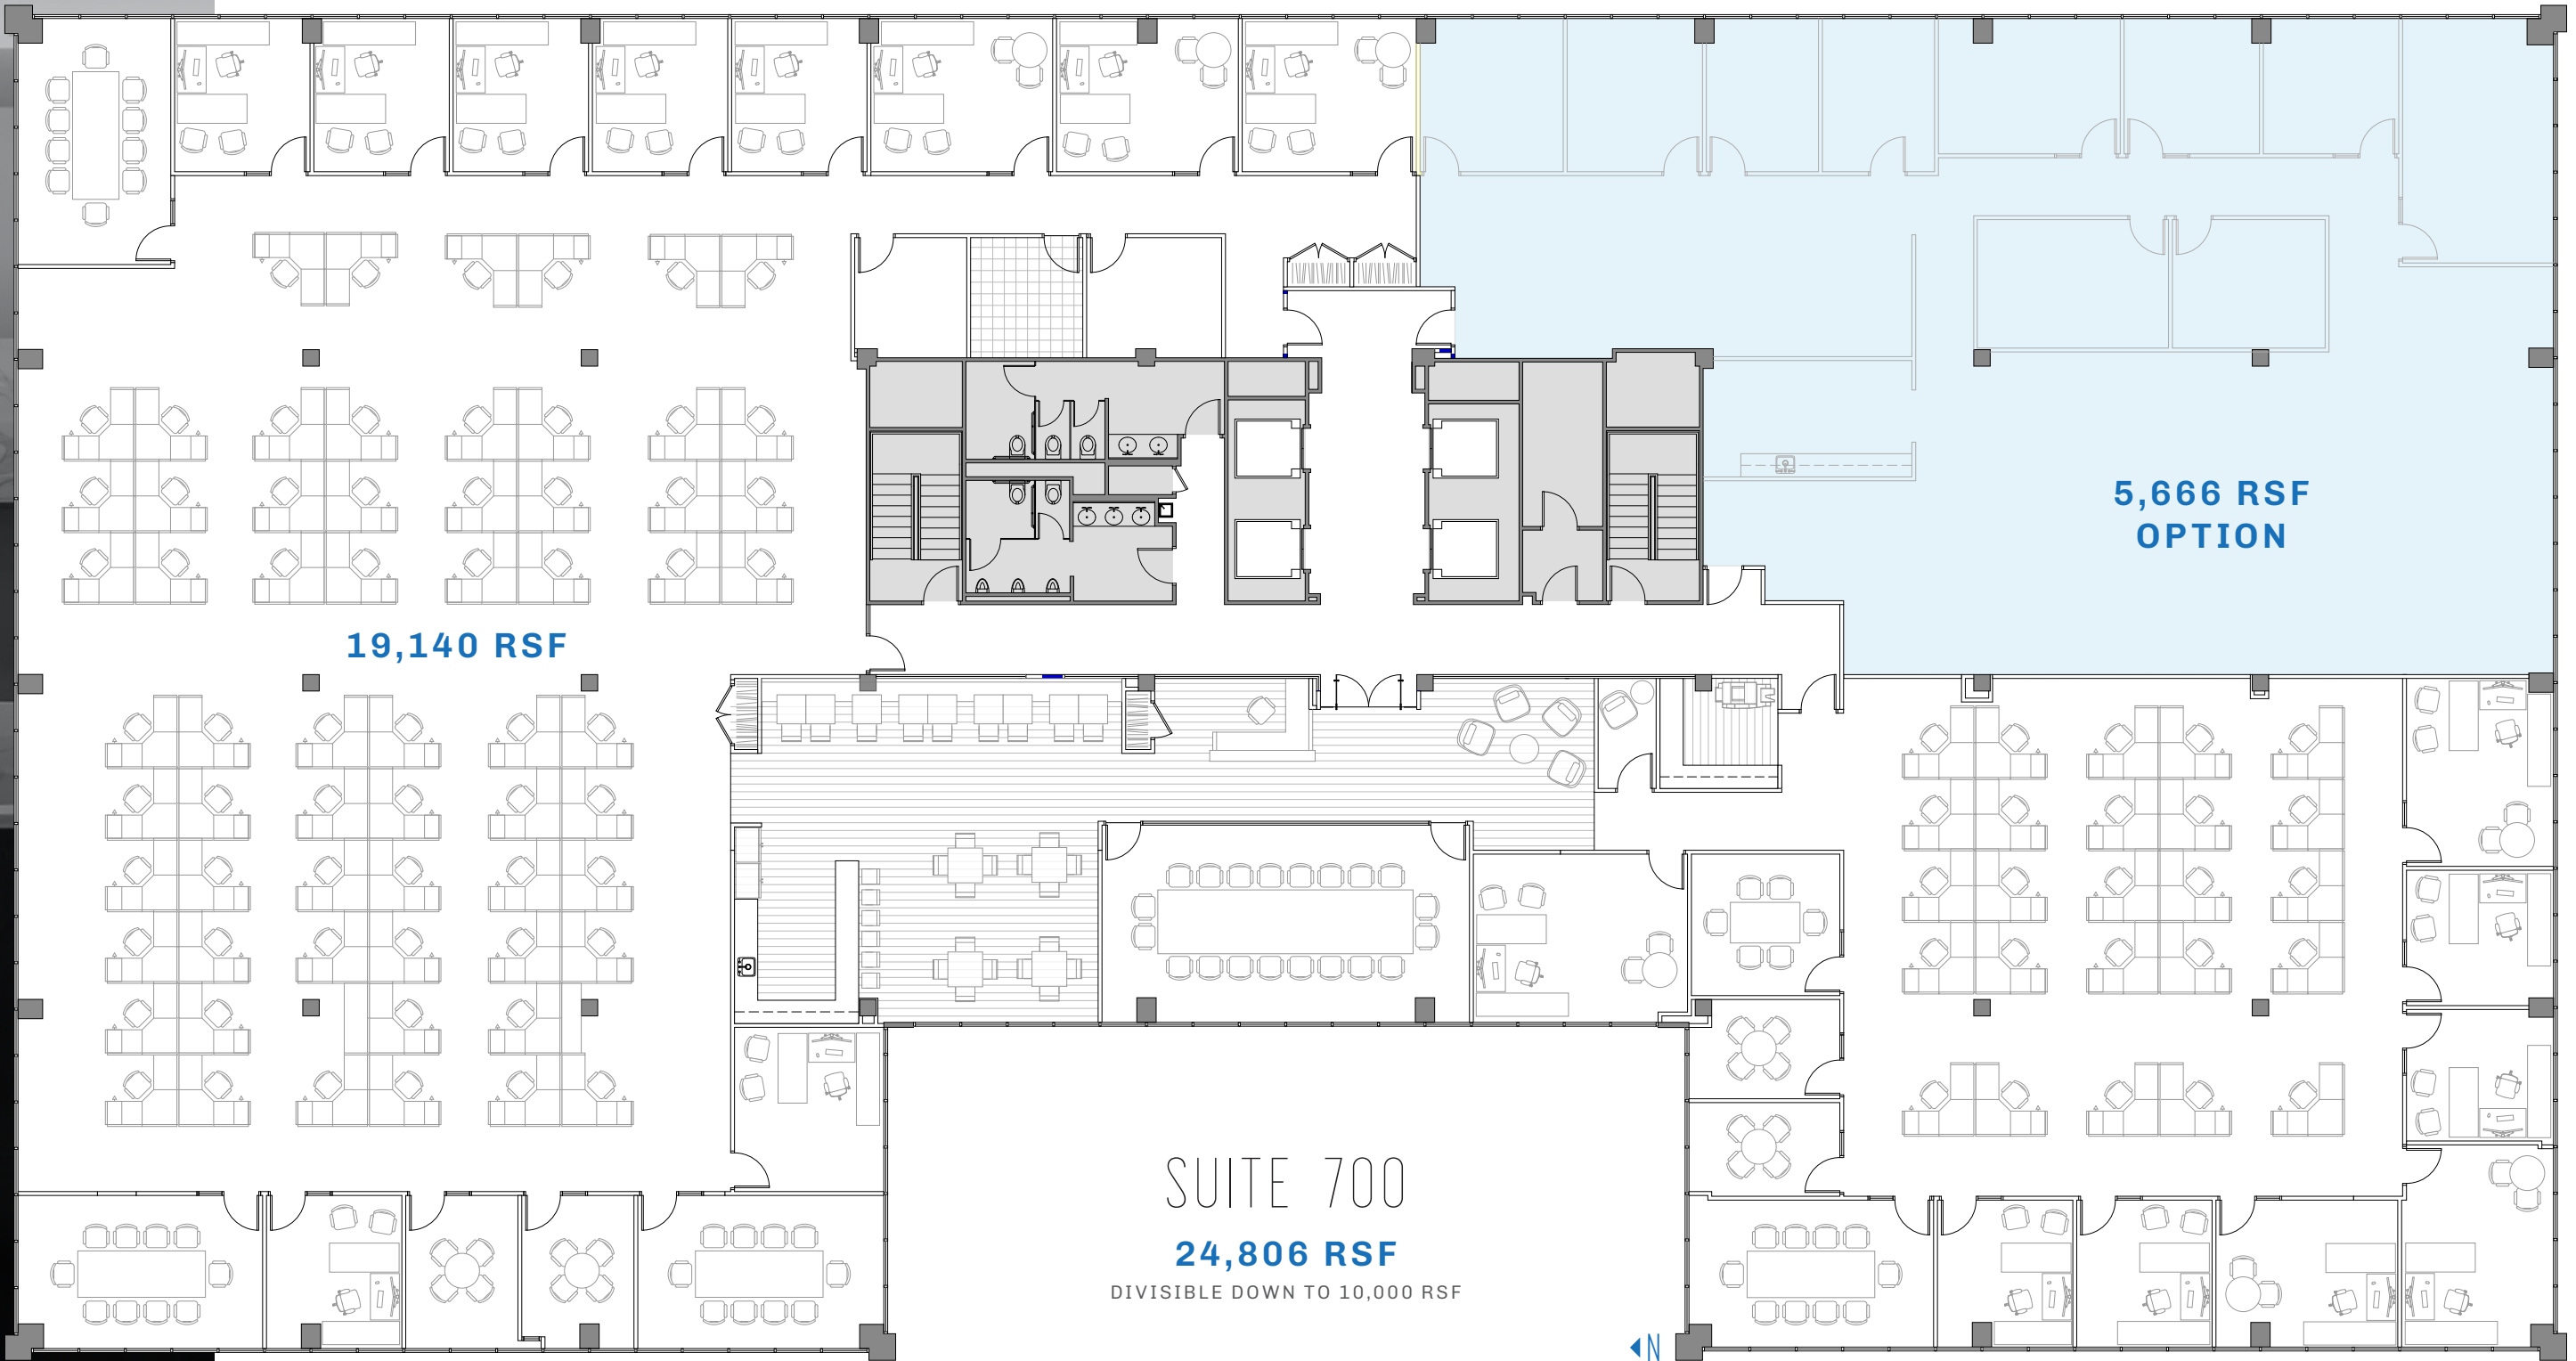 5,666 RSF
OPTION
19,140 RSF
SUITE 700
24,806 RSF
DIVISIBLE DOWN TO 10,000 RSF
N